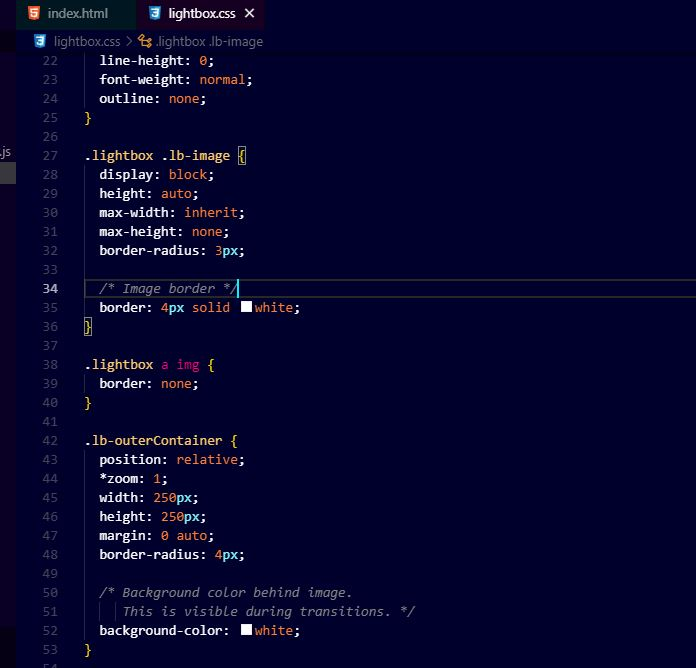 index.html
lightbox.css ×
lightbox.css > .lightbox .lb-image
.js
22 line-height: 0;
23 font-weight: normal;
24 outline: none;
25 }
26
27 .lightbox .lb-image {
28 display: block;
29 height: auto;
30 max-width: inherit;
31 max-height: none;
32 border-radius: 3px;
33
34 /* Image border */
35 border: 4px solid white;
36 }
37
38 .lightbox a img {
39 border: none;
40 }
41
42 .lb-outerContainer {
43 position: relative;
44 *zoom: 1;
45 width: 250px;
46 height: 250px;
47 margin: 0 auto;
48 border-radius: 4px;
49
50 /* Background color behind image.
51 This is visible during transitions. */
52 background-color: white;
53 }
54